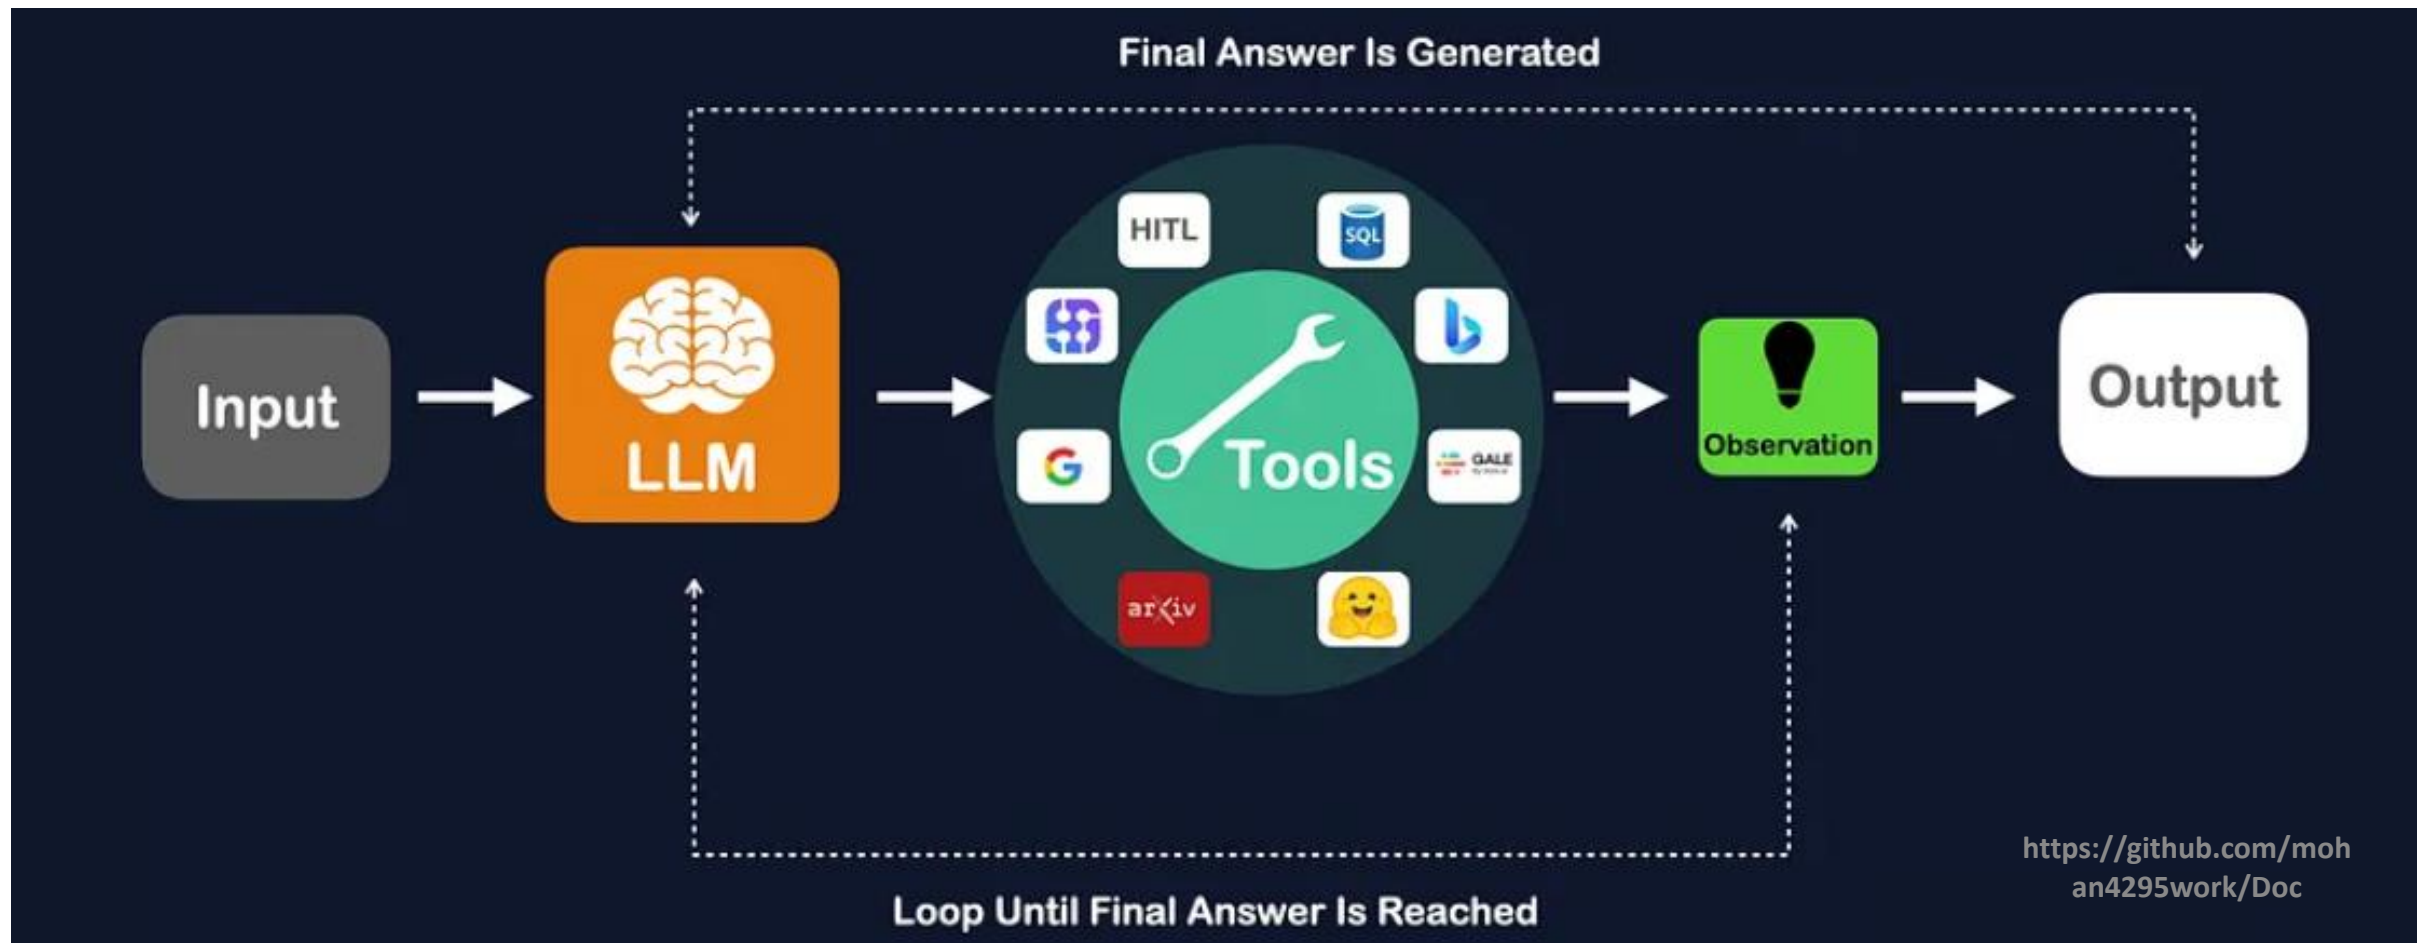 Final Answer Is Generated
HITL
SQL
Input
LLM
Tools
GALE
arXiv
Observation
Output
https://github.com/moh
an4295work/Doc
Loop Until Final Answer Is Reached